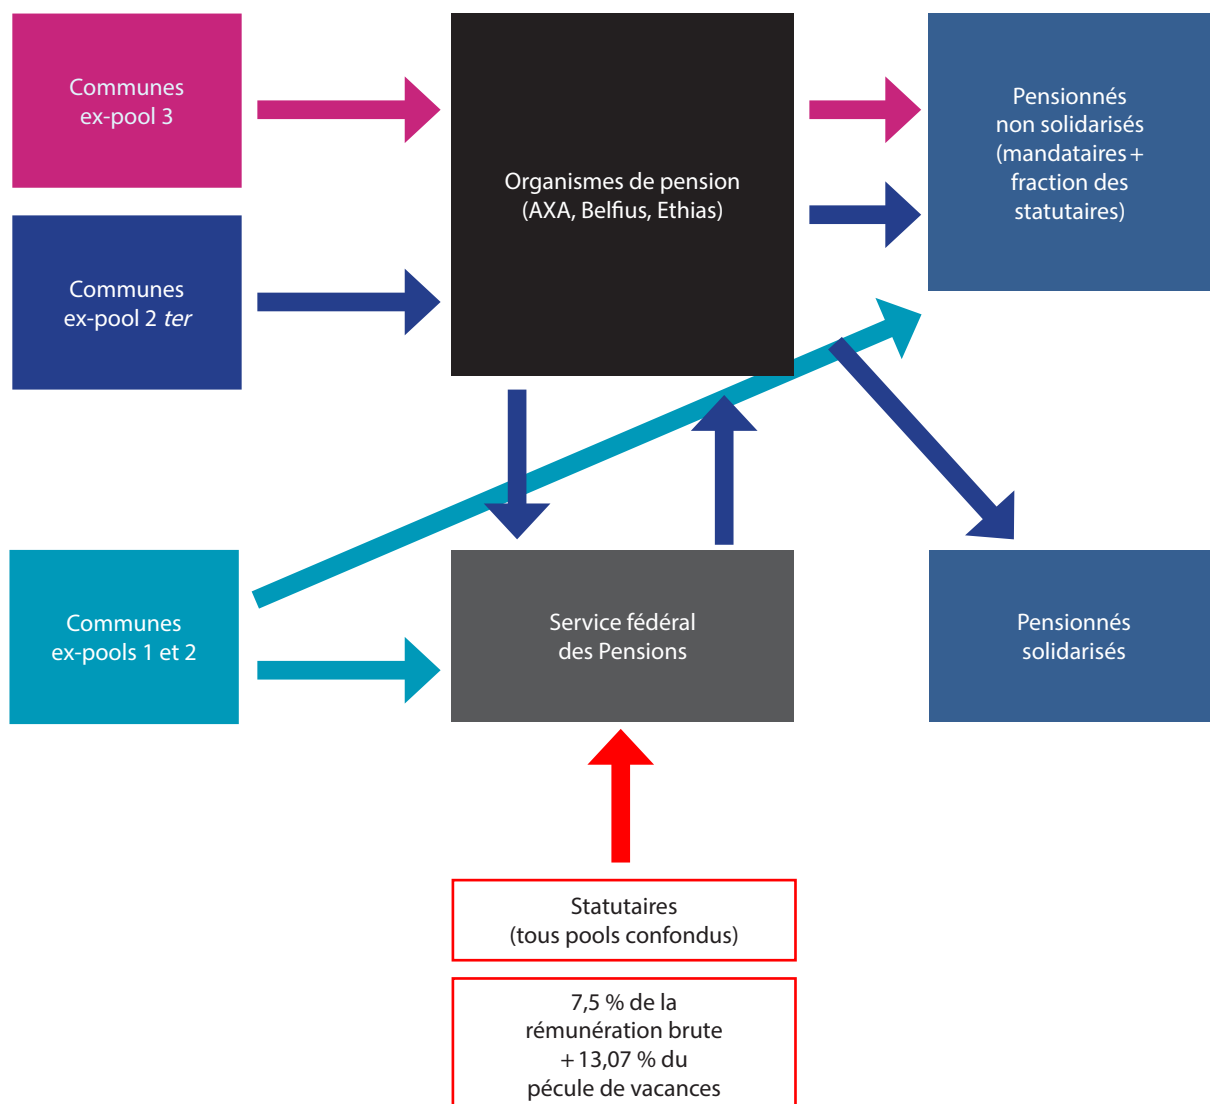 Communes
ex-pool 3
Organismes de pension
(AXA, Belfius, Ethias)
Pensionnés
non solidarisés
(mandataires +
fraction des
statutaires)
Communes
ex-pool 2 ter
Communes
ex-pools 1 et 2
Service fédéral
des Pensions
Pensionnés
solidarisés
Statutaires
(tous pools confondus)
7,5 % de la
rémunération brute
+ 13,07 % du
pécule de vacances